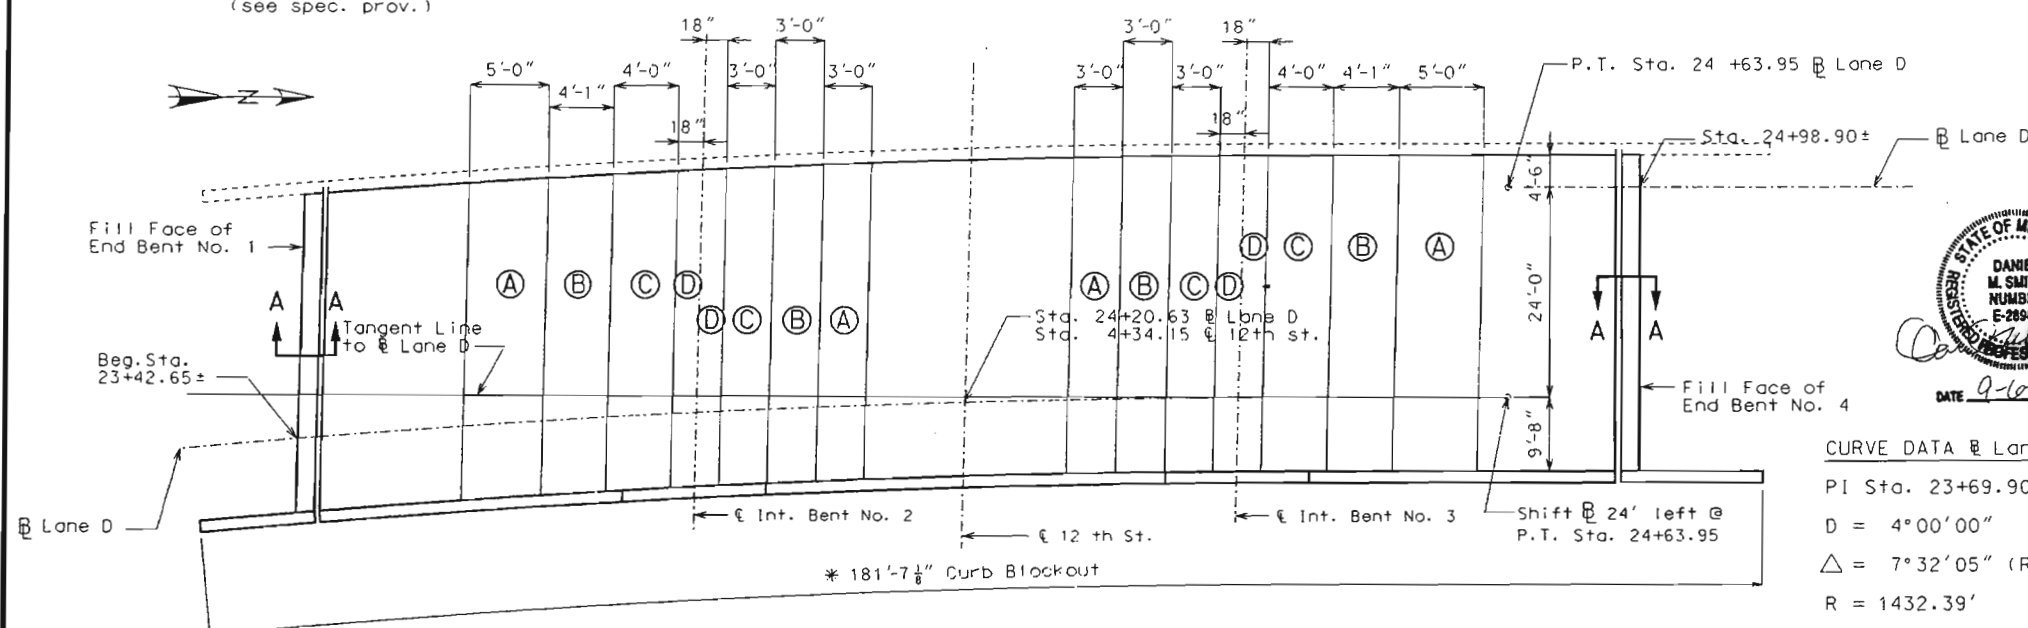 (see spec. prov.)
18"
3'-0"
3'-0"
18"
5'-0"
4'-1"
4'-0"
3'-0"
3'-0"
3'-0"
3'-0"
4'-0"
4'-1"
5'-0"
18"
18"
N
P.T. Sta. 24 +63.95 ⅊ Lane D
Sta. 24+98.90±
⅊ Lane D
4'-6"
24'-0"
9'-8"
Fill Face of
End Bent No. 1
A A
Tangent Line
to ⅊ Lane D
Beg. Sta.
23+42.65±
⅊ Lane D
A B C D
D C B A
A B C D
D C B A
Sta. 24+20.63 ⅊ Lane D
Sta. 4+34.15 ℄ 12th st.
A A
Fill Face of
End Bent No. 4
STATE OF M
DANIE
M. SMI
NUMB
REGISTERED
DATE
℄ Int. Bent No. 2
℄ Int. Bent No. 3
℄ 12 th St.
Shift ⅊ 24' left @
P.T. Sta. 24+63.95
* 181'-7⅛" Curb Blockout
CURVE DATA ⅊ Lan
PI Sta. 23+69.90
D = 4°00'00"
△ = 7°32'05" (R
R = 1432.39'